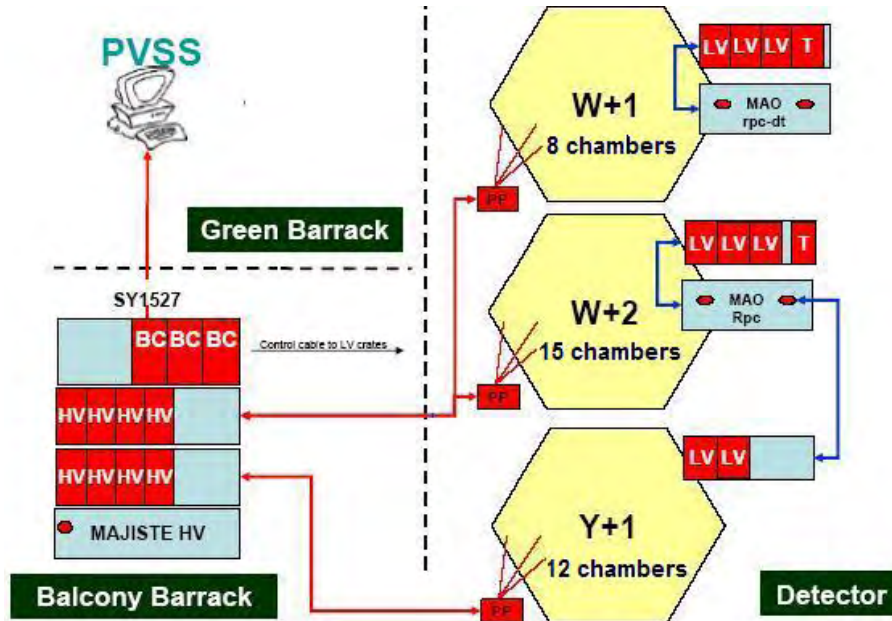 PVSS
Green Barrack
SY1527
BC BC BC
Control cable to LV crates
HV HV HV HV
HV HV HV HV
MAJISTE HV
Balcony Barrack
W+1
8 chambers
PP
LV LV LV T
MAO
rpc-dt
W+2
15 chambers
PP
LV LV LV T
MAO
Rpc
Y+1
12 chambers
PP
LV LV
Detector